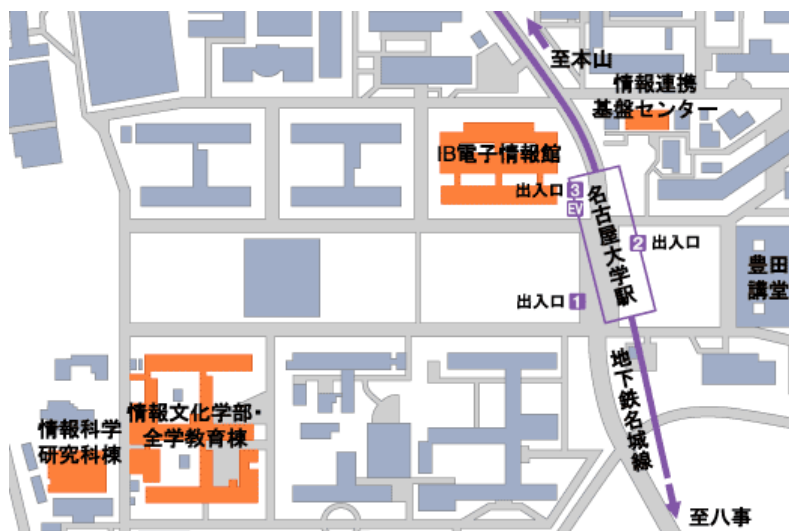 至本山
情報連携
基盤センター
IB電子情報館
出入口 3
EV
名古屋大学駅
2 出入口
豊田
講堂
出入口 1
地下鉄名城線
情報文化学部・
全学教育棟
情報科学
研究科棟
至八事